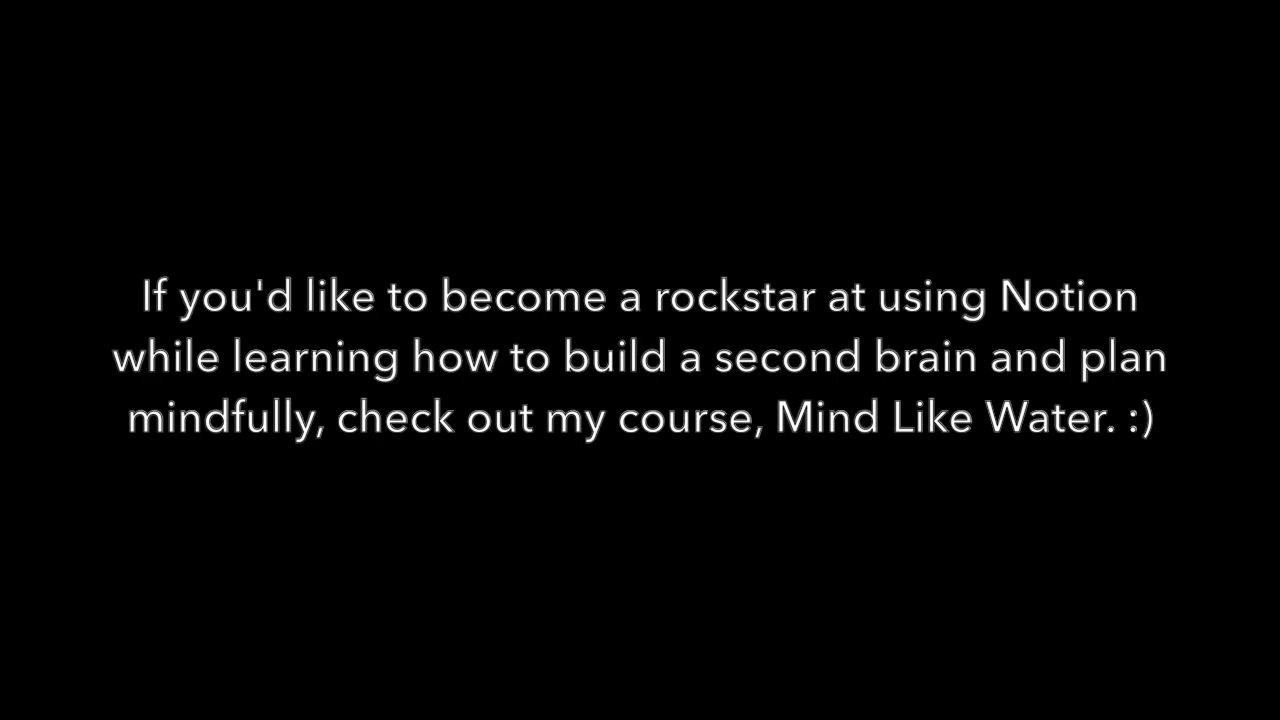 If you'd like to become a rockstar at using Notion
while learning how to build a second brain and plan
mindfully, check out my course, Mind Like Water. :)